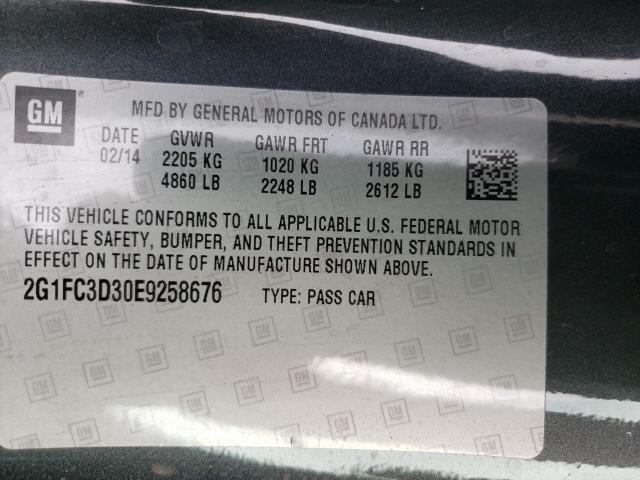 GM ®
MFD BY GENERAL MOTORS OF CANADA LTD.
DATE GVWR GAWR FRT GAWR RR
02/14 2205 KG 1020 KG 1185 KG
4860 LB 2248 LB 2612 LB
THIS VEHICLE CONFORMS TO ALL APPLICABLE U.S. FEDERAL MOTOR
VEHICLE SAFETY, BUMPER, AND THEFT PREVENTION STANDARDS IN
EFFECT ON THE DATE OF MANUFACTURE SHOWN ABOVE.
2G1FC3D30E9258676 TYPE: PASS CAR